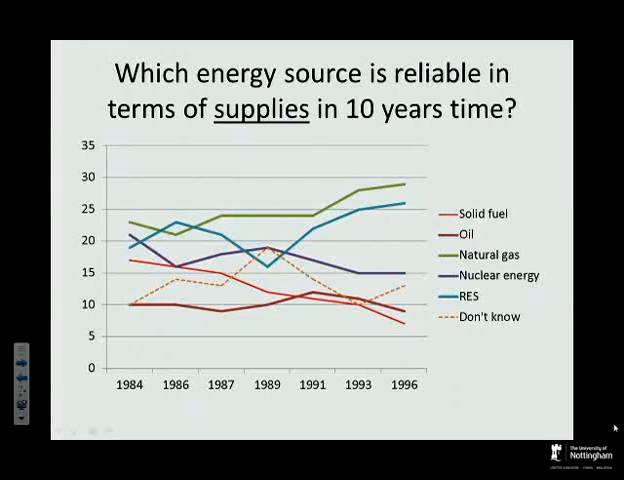 Which energy source is reliable in
terms of supplies in 10 years time?
35
30
25
20
15
10
5
0
1984 1986 1987 1989 1991 1993 1996
Solid fuel
Oil
Natural gas
Nuclear energy
RES
Don't know
The University of
Nottingham